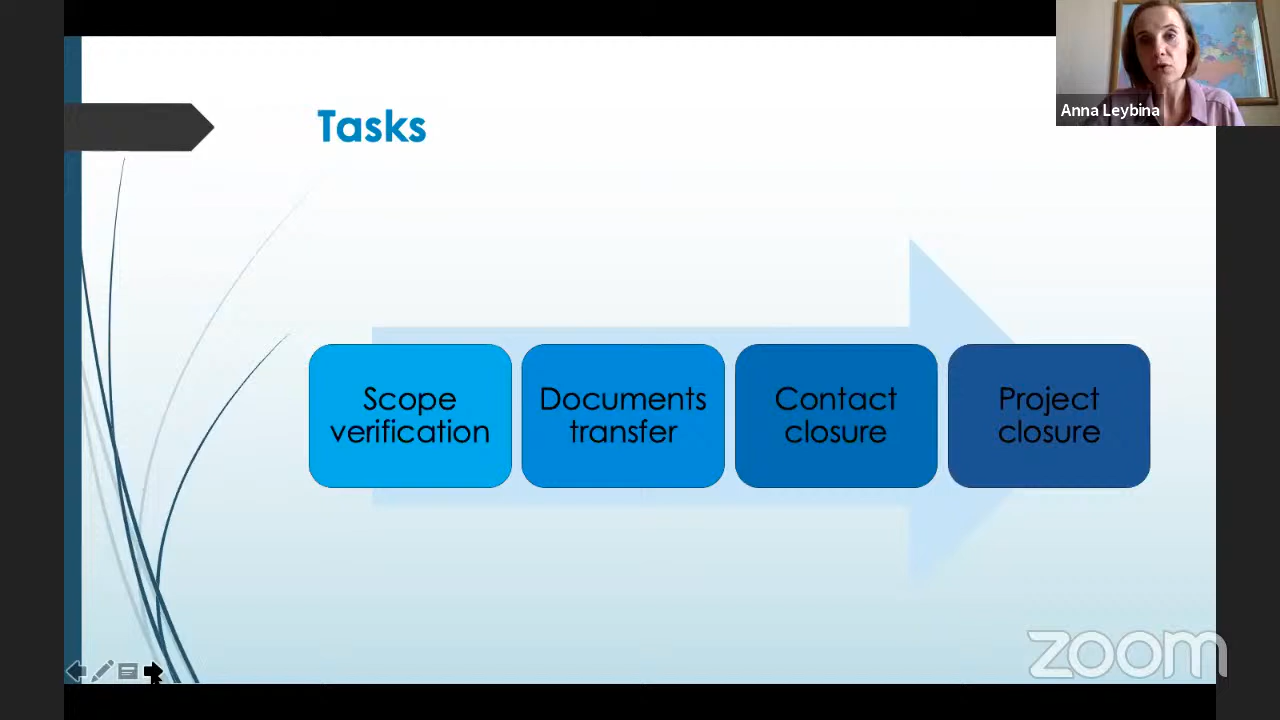 Anna Leybina
Tasks
Scope
verification
Documents
transfer
Contact
closure
Project
closure
zoom